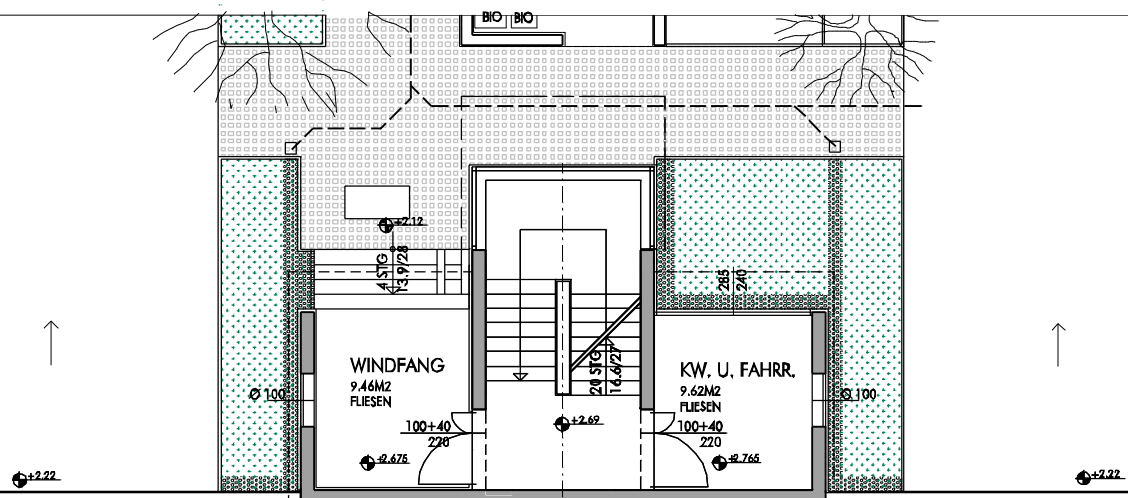 BIO BIO
+2.12
4 STG
13.9/28
285
240
WINDFANG
9.46M2
FLIESEN
20 STG
16.6/27
KW. U. FAHRR.
9.62M2
FLIESEN
Ø 100
Ø 100
100+40
220
+2.69
100+40
220
+2.675
+2.765
+2.22
+2.22